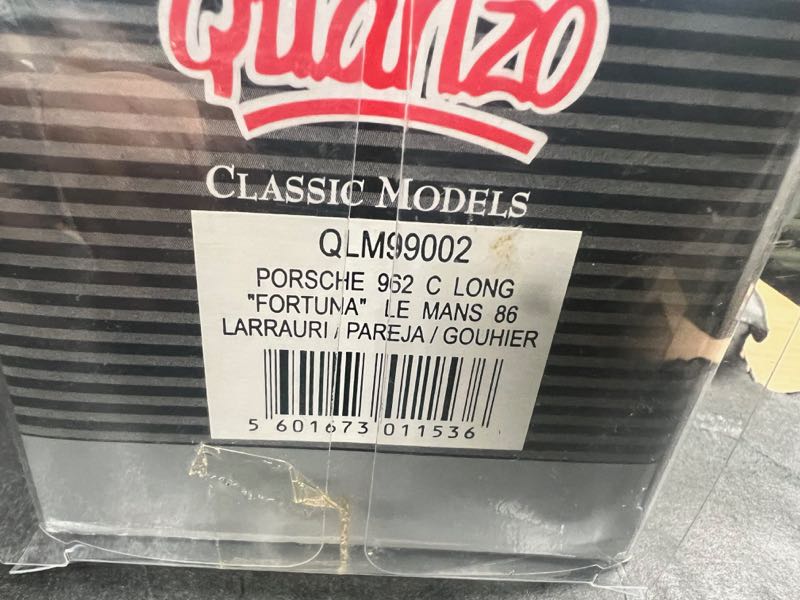 Quartzo
CLASSIC MODELS
QLM99002
PORSCHE 962 C LONG
"FORTUNA" LE MANS 86
LARRAURI / PAREJA / GOUHIER
5 601673 011536